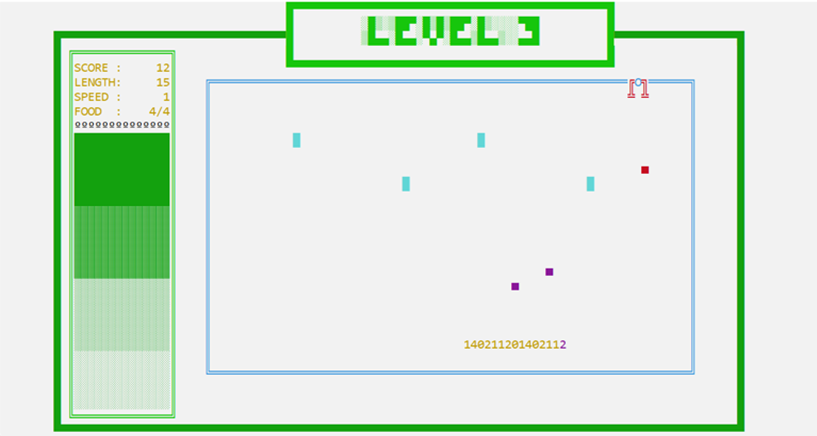 LEVEL 3
SCORE : 12
LENGTH: 15
SPEED : 1
FOOD : 4/4
140211201402112